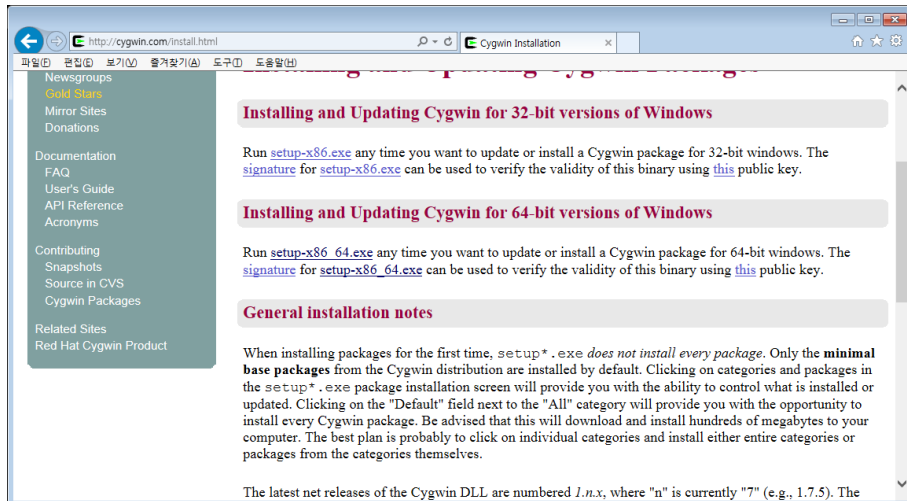 http://cygwin.com/install.html
Cygwin Installation
파일(F) 편집(E) 보기(V) 즐겨찾기(A) 도구(T) 도움말(H)
Installing and Updating Cygwin Packages
Newsgroups
Gold Stars
Mirror Sites
Donations
Documentation
FAQ
User's Guide
API Reference
Acronyms
Contributing
Snapshots
Source in CVS
Cygwin Packages
Related Sites
Red Hat Cygwin Product
Installing and Updating Cygwin for 32-bit versions of Windows
Run setup-x86.exe any time you want to update or install a Cygwin package for 32-bit windows. The
signature for setup-x86.exe can be used to verify the validity of this binary using this public key.
Installing and Updating Cygwin for 64-bit versions of Windows
Run setup-x86_64.exe any time you want to update or install a Cygwin package for 64-bit windows. The
signature for setup-x86_64.exe can be used to verify the validity of this binary using this public key.
General installation notes
When installing packages for the first time, setup*.exe does not install every package. Only the minimal
base packages from the Cygwin distribution are installed by default. Clicking on categories and packages in
the setup*.exe package installation screen will provide you with the ability to control what is installed or
updated. Clicking on the "Default" field next to the "All" category will provide you with the opportunity to
install every Cygwin package. Be advised that this will download and install hundreds of megabytes to your
computer. The best plan is probably to click on individual categories and install either entire categories or
packages from the categories themselves.
The latest net releases of the Cygwin DLL are numbered 1.n.x, where "n" is currently "7" (e.g., 1.7.5). The